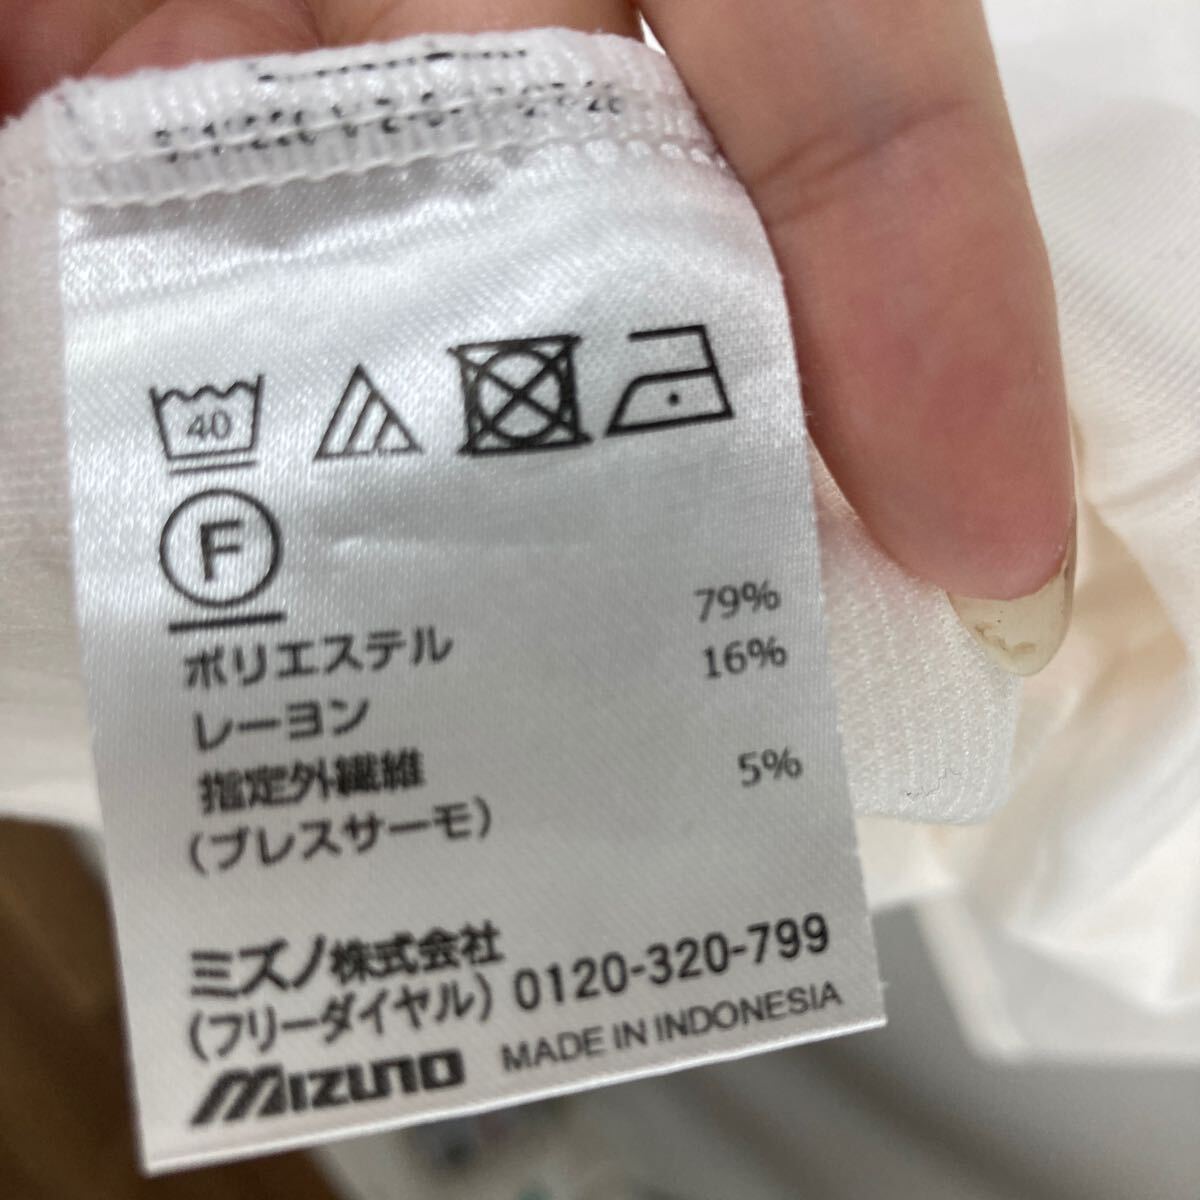 40
F
ポリエステル 79%
レーヨン 16%
指定外繊維 5%
(ブレスサーモ)
ミズノ株式会社
(フリーダイヤル) 0120-320-799
MIZUNO MADE IN INDONESIA